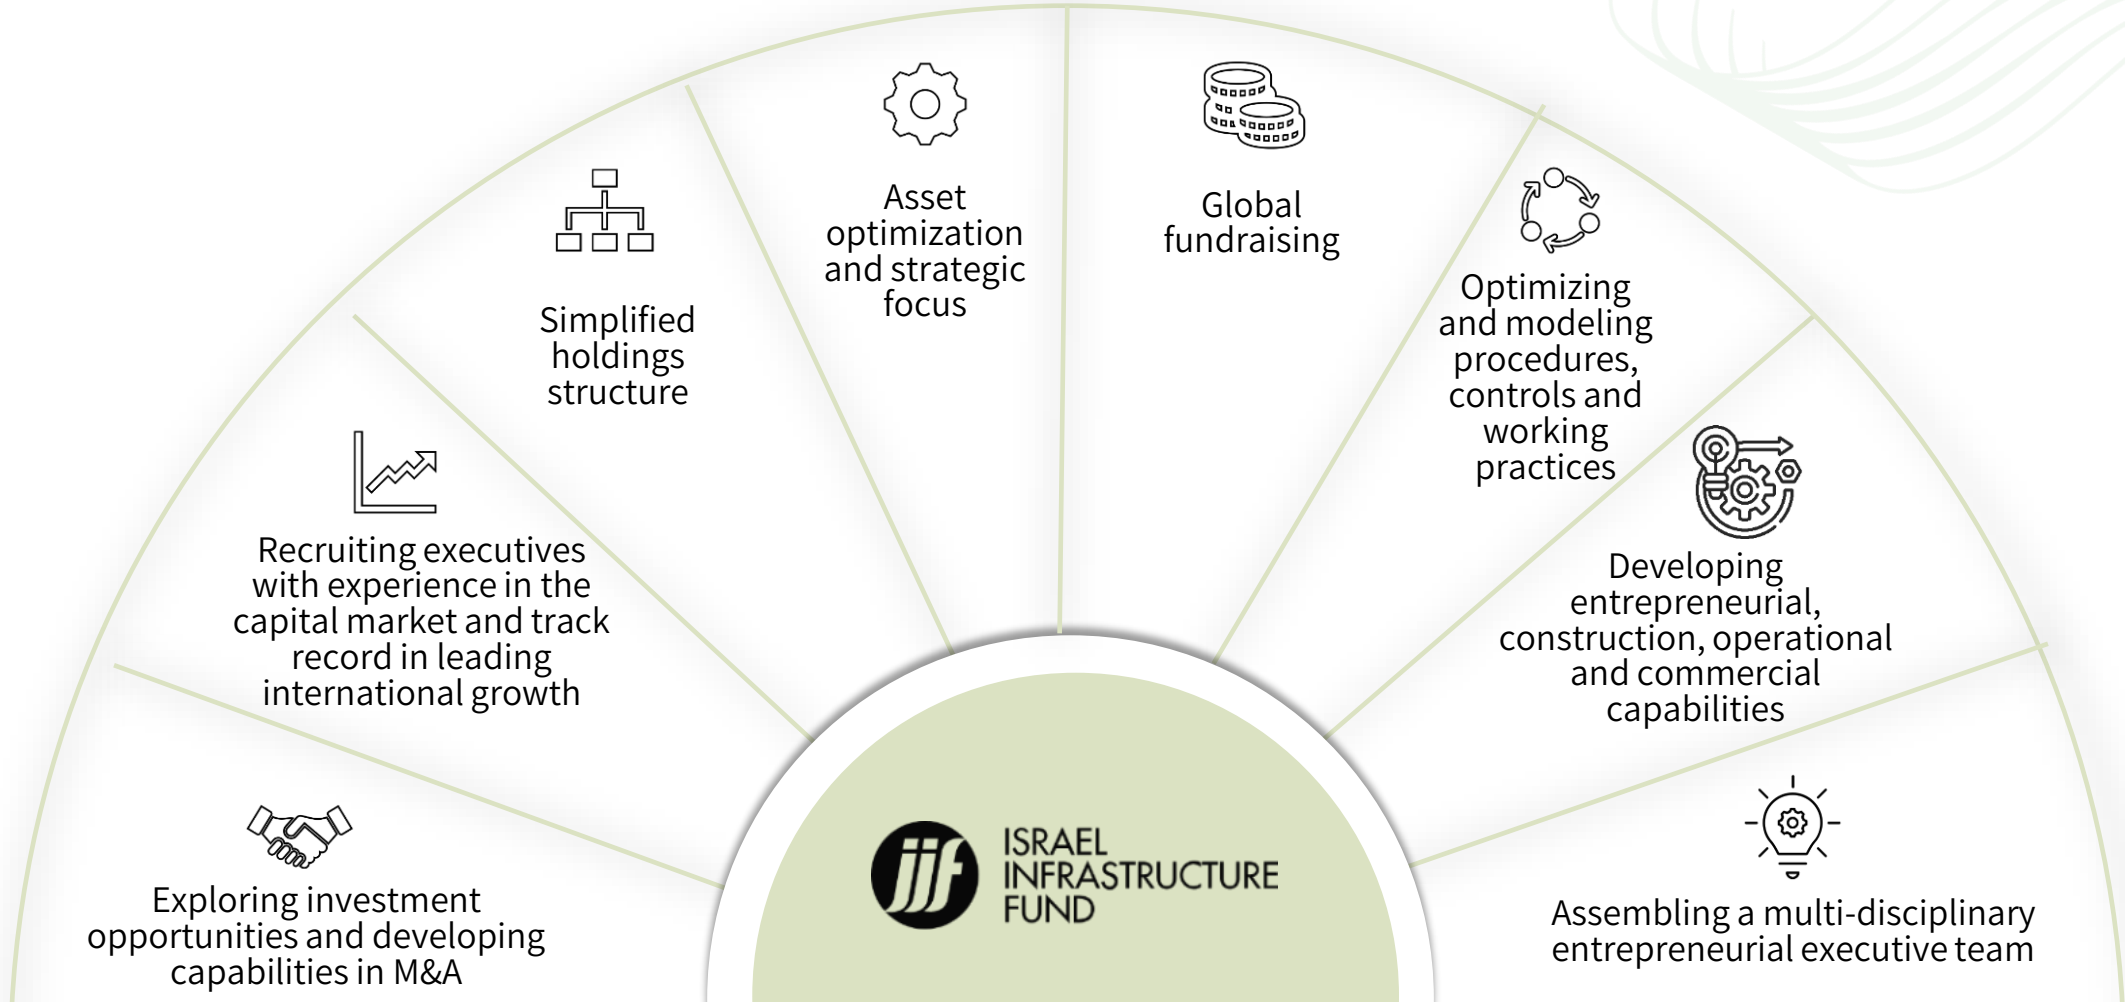 Asset
optimization
and strategic
focus
Global
fundraising
Simplified
holdings
structure
Optimizing
and modeling
procedures,
controls and
working
practices
Recruiting executives
with experience in the
capital market and track
record in leading
international growth
Developing
entrepreneurial,
construction, operational
and commercial
capabilities
Exploring investment
opportunities and developing
capabilities in M&A
iif
ISRAEL
INFRASTRUCTURE
FUND
Assembling a multi-disciplinary
entrepreneurial executive team